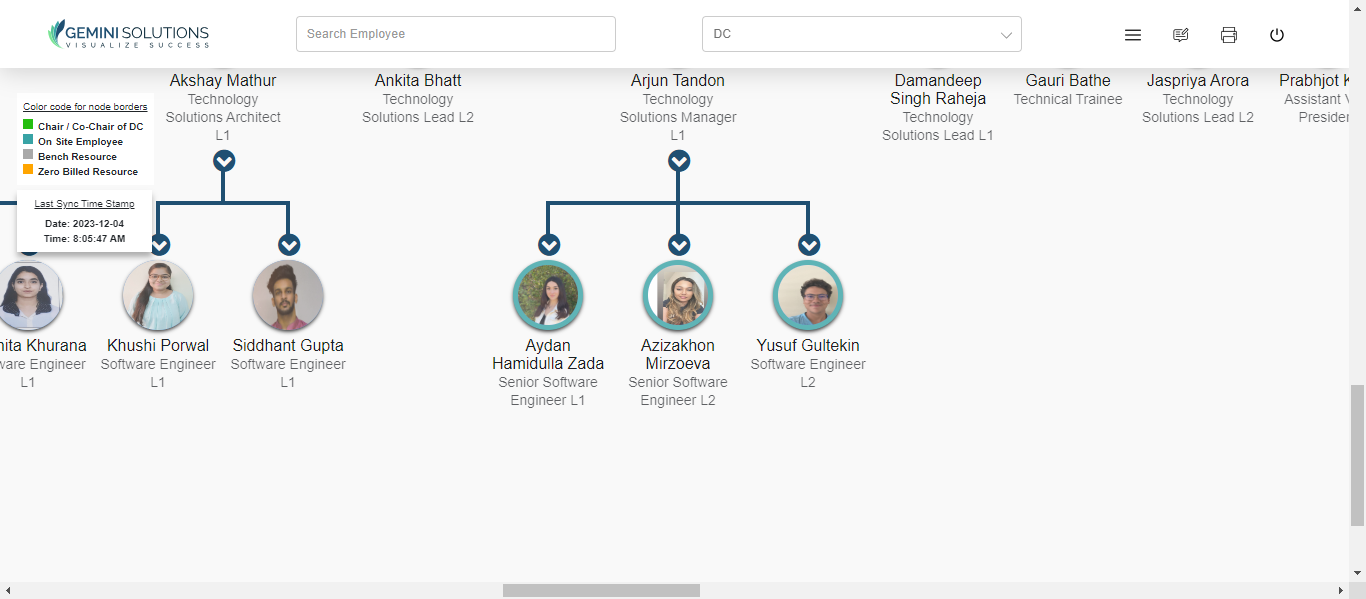 GEMINI SOLUTIONS
VISUALIZE SUCCESS
Search Employee
DC
Akshay Mathur
Technology
Solutions Architect
L1
Ankita Bhatt
Technology
Solutions Lead L2
Arjun Tandon
Technology
Solutions Manager
L1
Damandeep
Singh Raheja
Technology
Solutions Lead L1
Gauri Bathe
Technical Trainee
Jaspriya Arora
Technology
Solutions Lead L2
Prabhjot
Assistant
Color code for node borders
Chair / Co-Chair of DC
On Site Employee
Bench Resource
Zero Billed Resource
Last Sync Time Stamp
Date: 2023-12-04
Time: 8:05:47 AM
Khurana
Engineer
L1
Khushi Porwal
Software Engineer
L1
Siddhant Gupta
Software Engineer
L1
Aydan
Hamidulla Zada
Senior Software
Engineer L1
Azizakhon
Mirzoeva
Senior Software
Engineer L2
Yusuf Gultekin
Software Engineer
L2